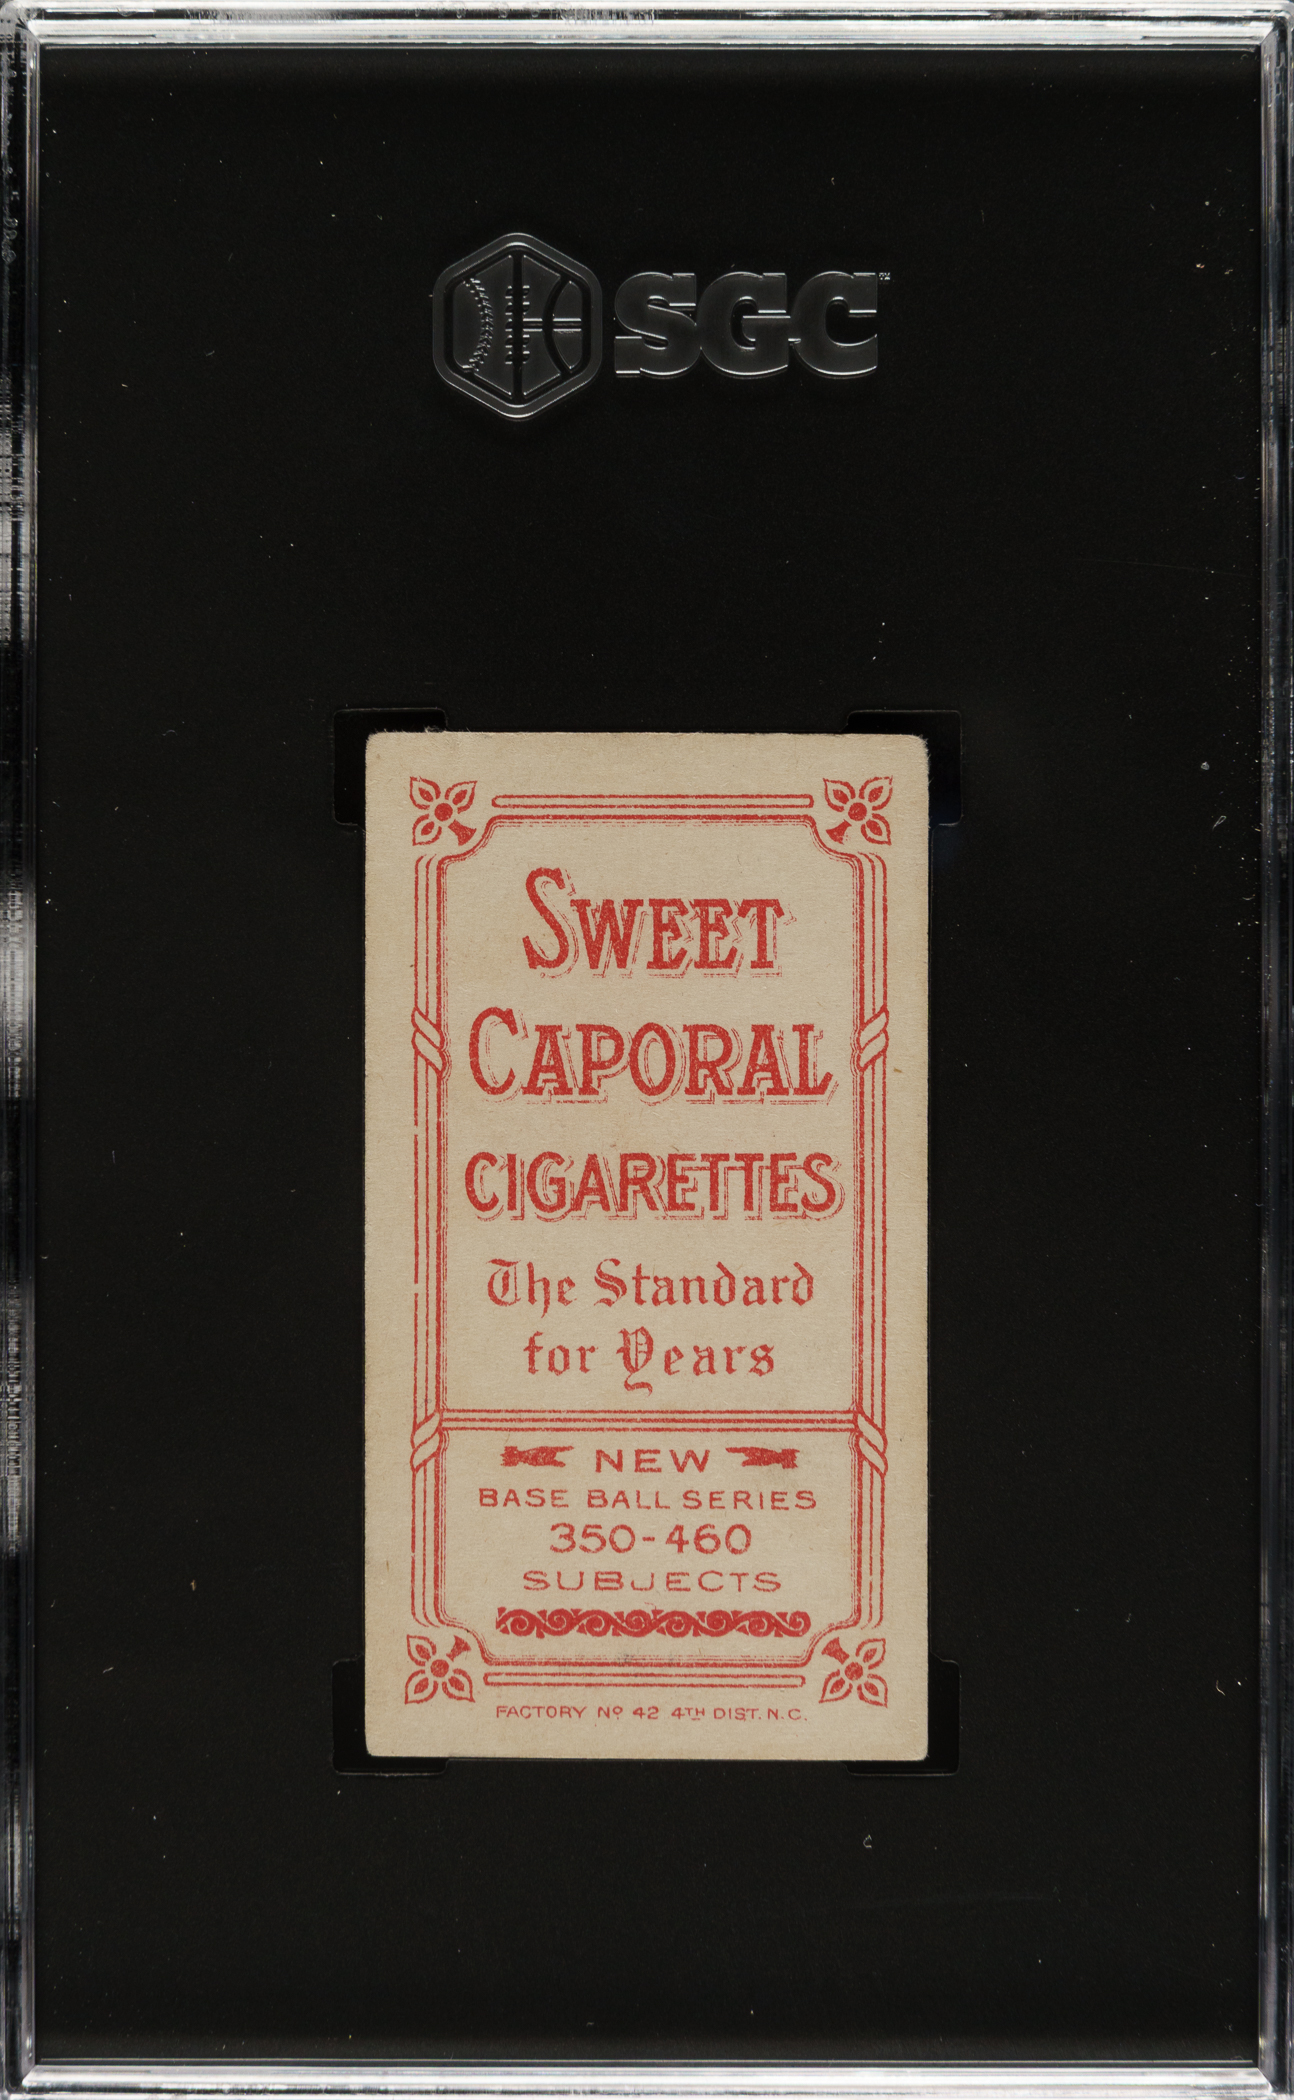 SGC™
SWEET
CAPORAL
CIGARETTES
The Standard
for Years
NEW
BASE BALL SERIES
350-460
SUBJECTS
FACTORY Nº 42 4TH DIST. N.C.